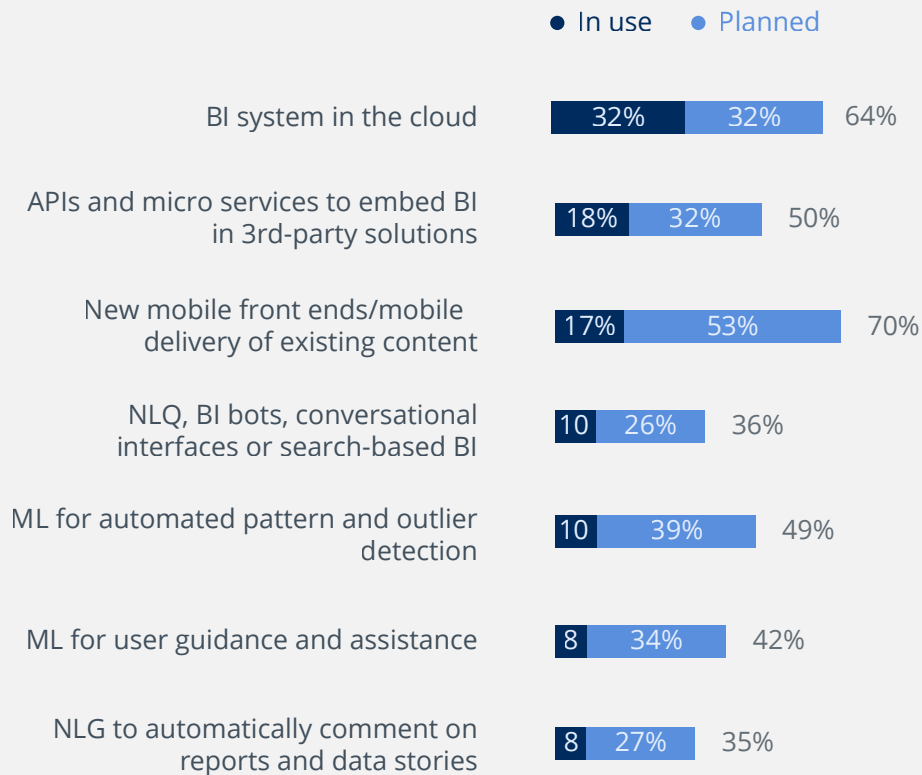 In use Planned
BI system in the cloud
32% 32% 64%
APIs and micro services to embed BI
in 3rd-party solutions
18% 32% 50%
New mobile front ends/mobile
delivery of existing content
17% 53% 70%
NLQ, BI bots, conversational
interfaces or search-based BI
10 26% 36%
ML for automated pattern and outlier
detection
10 39% 49%
ML for user guidance and assistance
8 34% 42%
NLG to automatically comment on
reports and data stories
8 27% 35%